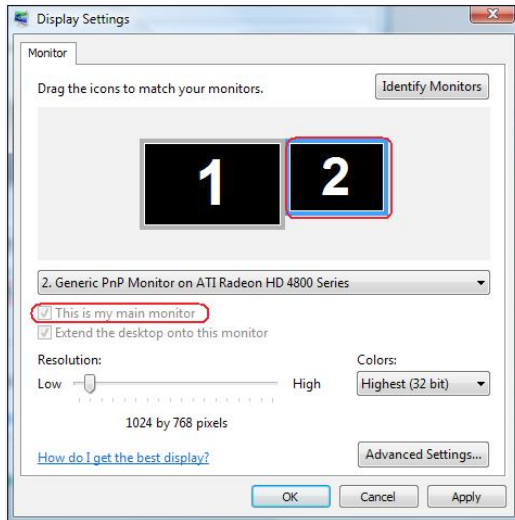 Display Settings
Monitor
Drag the icons to match your monitors.
Identify Monitors
1
2
2. Generic PnP Monitor on ATI Radeon HD 4800 Series
This is my main monitor
Extend the desktop onto this monitor
Resolution:
Colors:
Low
High
Highest (32 bit)
1024 by 768 pixels
How do I get the best display?
Advanced Settings...
OK
Cancel
Apply